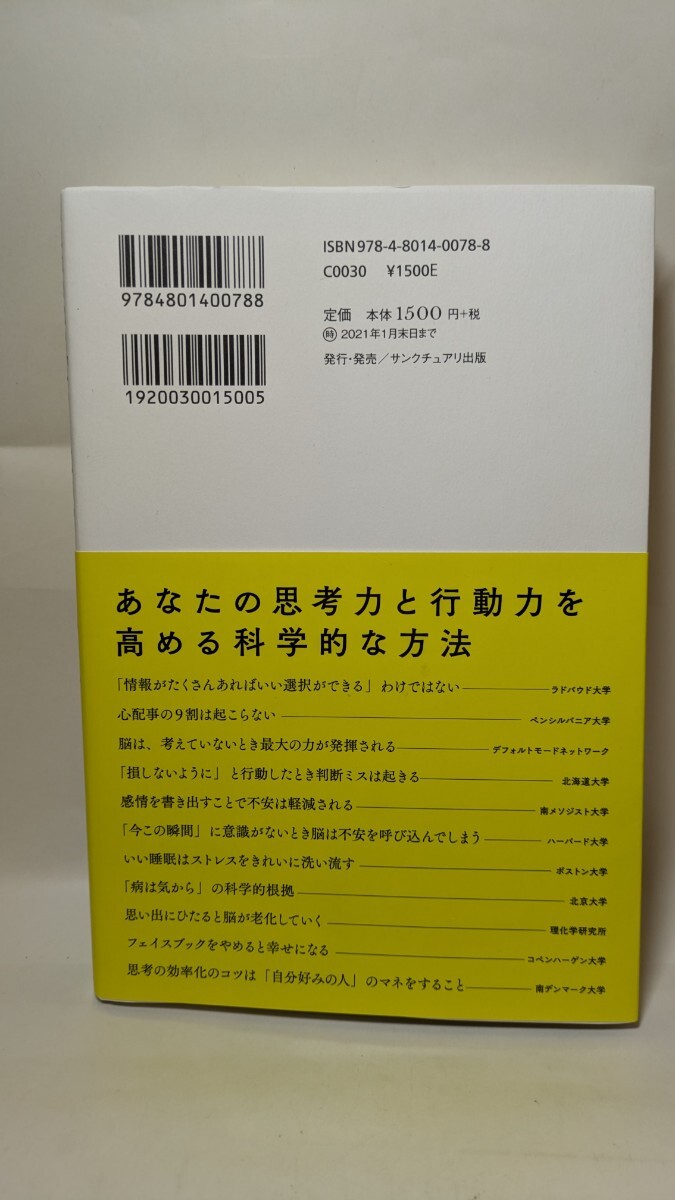 9784801400788
1920030015005
ISBN978-4-8014-0078-8
C0030 ¥1500E
定価 本体1500円+税
時 2021年1月末日まで
発行・発売／サンクチュアリ出版
あなたの思考力と行動力を
高める科学的な方法
「情報がたくさんあればいい選択ができる」わけではない――ラドバウド大学
心配事の9割は起こらない――ペンシルバニア大学
脳は、考えていないとき最大の力が発揮される――デフォルトモードネットワーク
「損しないように」と行動したとき判断ミスは起きる――北海道大学
感情を書き出すことで不安は軽減される――南メソジスト大学
「今この瞬間」に意識がないとき脳は不安を呼び込んでしまう――ハーバード大学
いい睡眠はストレスをきれいに洗い流す――ボストン大学
「病は気から」の科学的根拠――北京大学
思い出にひたると脳が老化していく――理化学研究所
フェイスブックをやめると幸せになる――コペンハーゲン大学
思考の効率化のコツは「自分好みの人」のマネをすること――南デンマーク大学